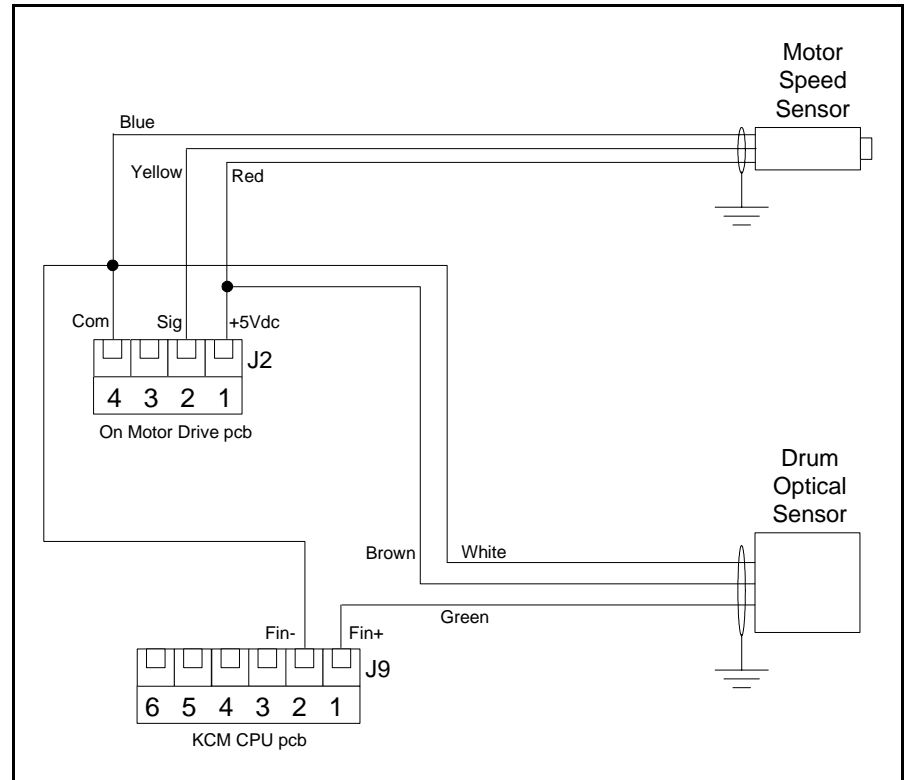 Motor
Speed
Sensor
Blue
Yellow
Red
Com
Sig
+5Vdc
J2
4 3 2 1
On Motor Drive pcb
Drum
Optical
Sensor
Brown
White
Green
Fin-
Fin+
J9
6 5 4 3 2 1
KCM CPU pcb